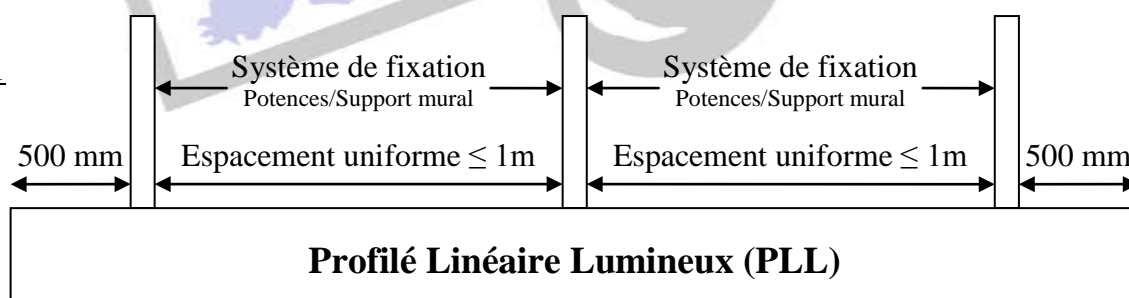 Système de fixation
Potences/Support mural
Système de fixation
Potences/Support mural
500 mm
Espacement uniforme ≤ 1m
Espacement uniforme ≤ 1m
500 mm
Profilé Linéaire Lumineux (PLL)